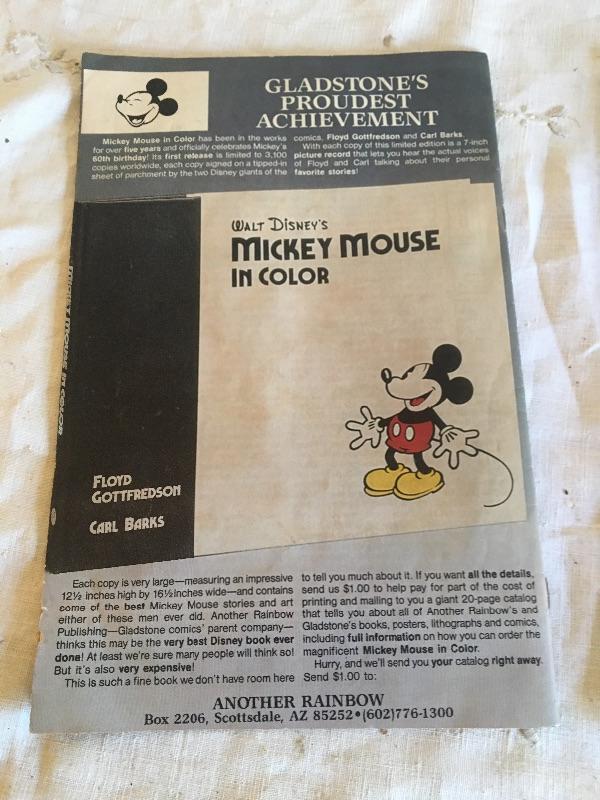 GLADSTONE'S
PROUDEST
ACHIEVEMENT
Mickey Mouse in Color has been in the works
for over five years and officially celebrates Mickey's
60th birthday! Its first release is limited to 3,100
copies worldwide, each copy signed on a tipped-in
sheet of parchment by the two Disney giants of the
comics, Floyd Gottfredson and Carl Barks.
With each copy of this limited edition is a 7-inch
picture record that lets you hear the actual voices
of Floyd and Carl talking about their personal
favorite stories!
WALT DISNEY'S
MICKEY MOUSE
IN COLOR
MICKEY MOUSE IN COLOR
FLOYD
GOTTFREDSON
CARL BARKS
Each copy is very large—measuring an impressive
12½ inches high by 16½ inches wide—and contains
some of the best Mickey Mouse stories and art
either of these men ever did. Another Rainbow
Publishing—Gladstone comics' parent company—
thinks this may be the very best Disney book ever
done! At least we're sure many people will think so!
But it's also very expensive!
This is such a fine book we don't have room here
to tell you much about it. If you want all the details,
send us $1.00 to help pay for part of the cost of
printing and mailing to you a giant 20-page catalog
that tells you about all of Another Rainbow's and
Gladstone's books, posters, lithographs and comics,
including full information on how you can order the
magnificent Mickey Mouse in Color.
Hurry, and we'll send you your catalog right away.
Send $1.00 to:
ANOTHER RAINBOW
Box 2206, Scottsdale, AZ 85252•(602)776-1300